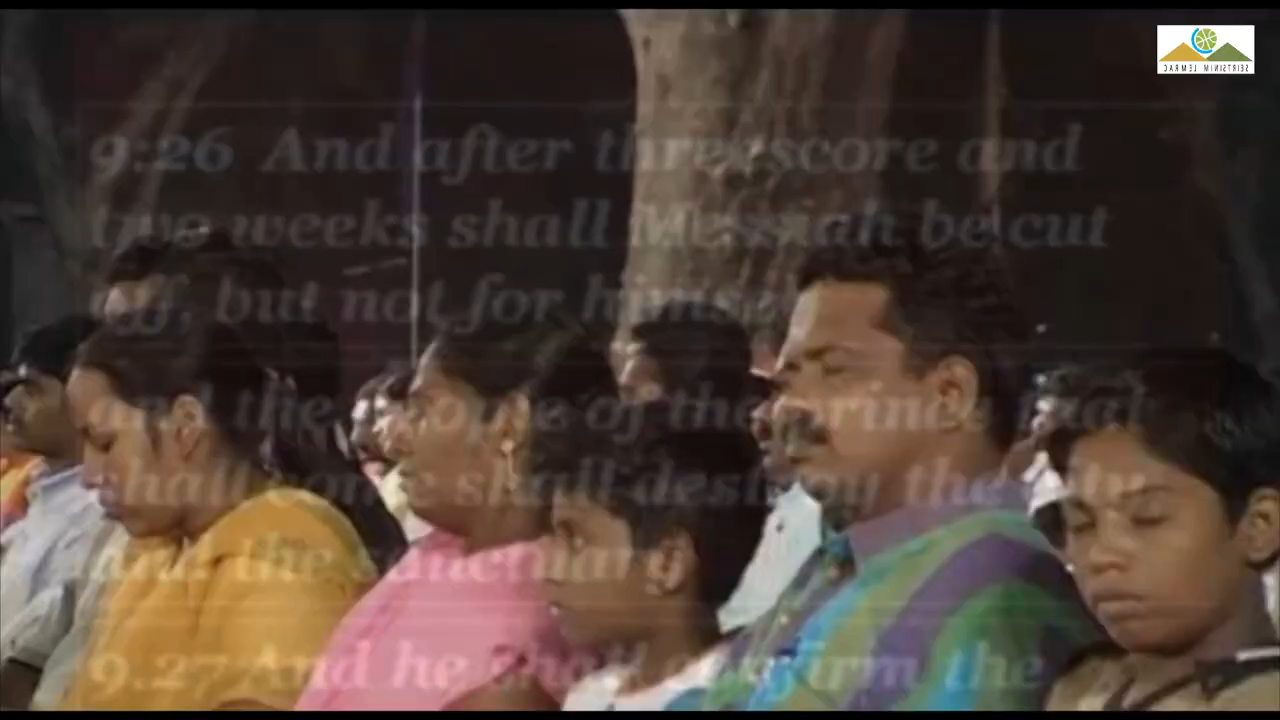 9:26 And after threescore and
two weeks shall Messiah be cut
off, but not for himself
and the people of the prince that
shall come shall destroy the city
and the sanctuary
9.27 And he shall confirm the
CARMEL MINISTRIES